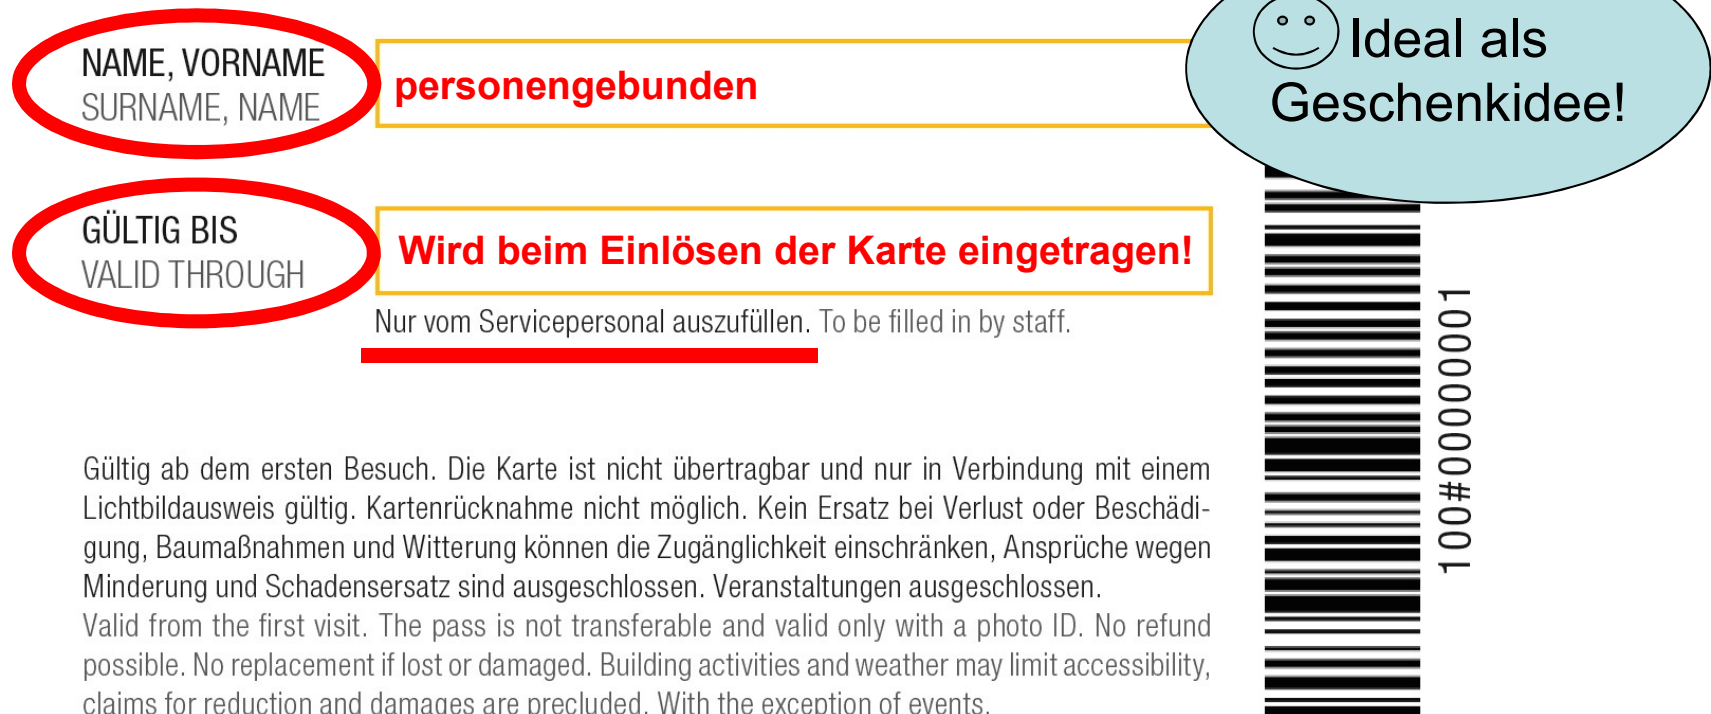 NAME, VORNAME
SURNAME, NAME
personengebunden
Ideal als
Geschenkidee!
GÜLTIG BIS
VALID THROUGH
Wird beim Einlösen der Karte eingetragen!
Nur vom Servicepersonal auszufüllen. To be filled in by staff.
Gültig ab dem ersten Besuch. Die Karte ist nicht übertragbar und nur in Verbindung mit einem
Lichtbildausweis gültig. Kartenrücknahme nicht möglich. Kein Ersatz bei Verlust oder Beschädi-
gung, Baumaßnahmen und Witterung können die Zugänglichkeit einschränken, Ansprüche wegen
Minderung und Schadensersatz sind ausgeschlossen. Veranstaltungen ausgeschlossen.
Valid from the first visit. The pass is not transferable and valid only with a photo ID. No refund
possible. No replacement if lost or damaged. Building activities and weather may limit accessibility,
claims for reduction and damages are precluded. With the exception of events.
100#0000001